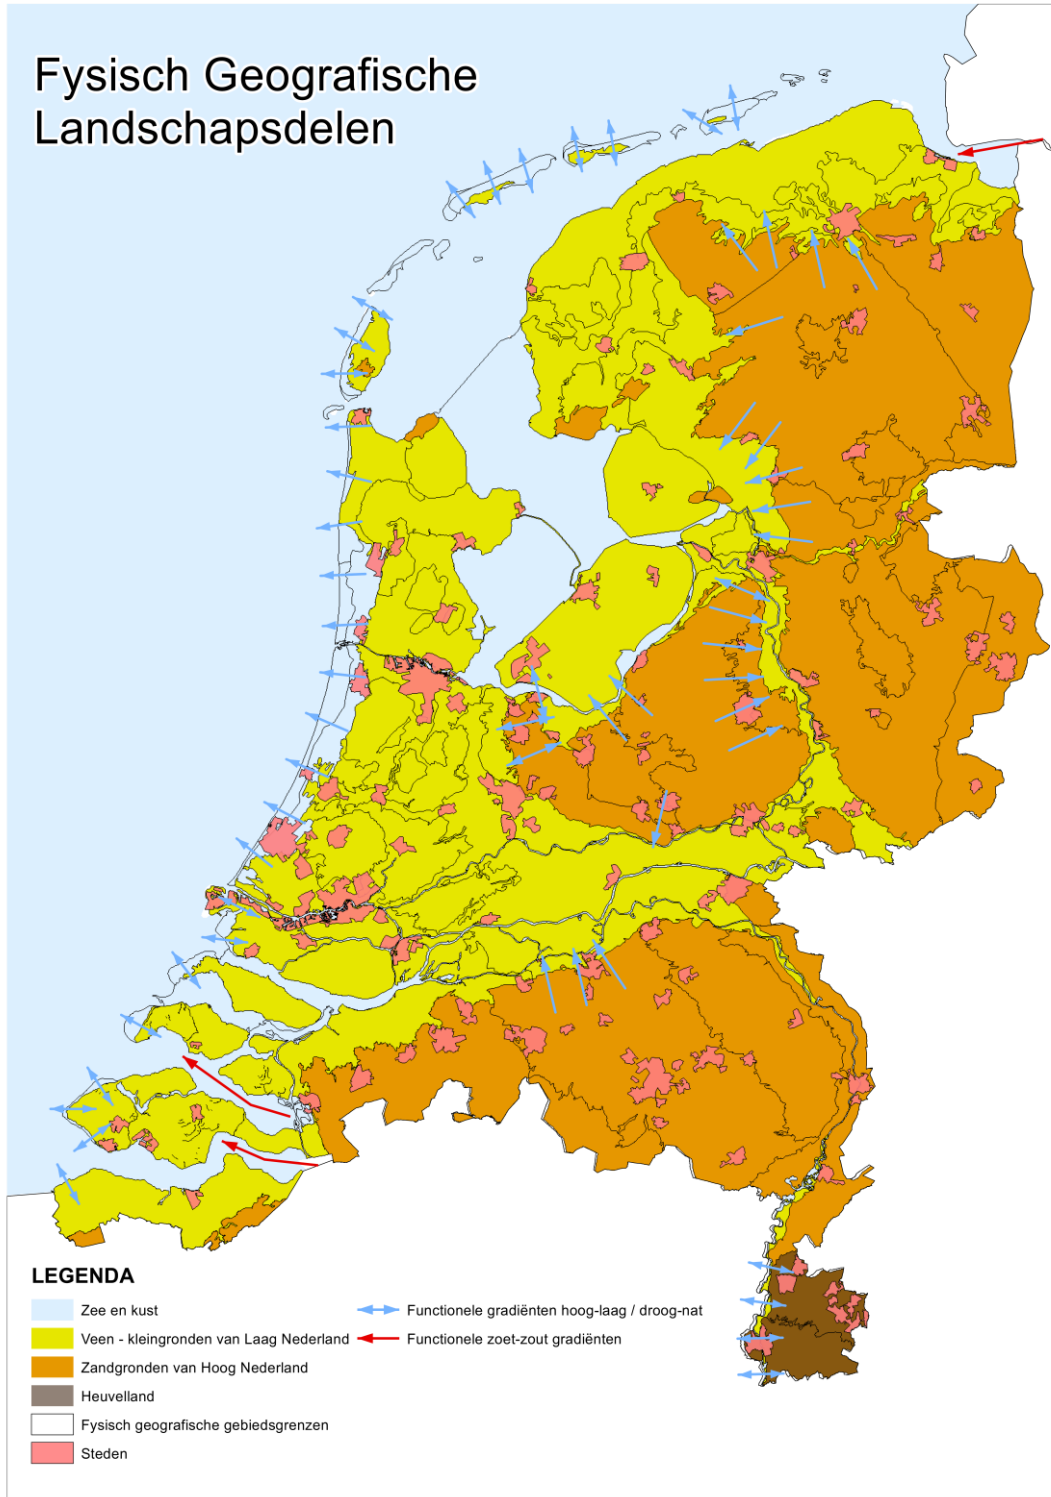 Fysisch Geografische
Landschapsdelen
LEGENDA
Zee en kust
Veen - kleingronden van Laag Nederland
Zandgronden van Hoog Nederland
Heuvelland
Fysisch geografische gebiedsgrenzen
Steden
Functionele gradiënten hoog-laag / droog-nat
Functionele zoet-zout gradiënten